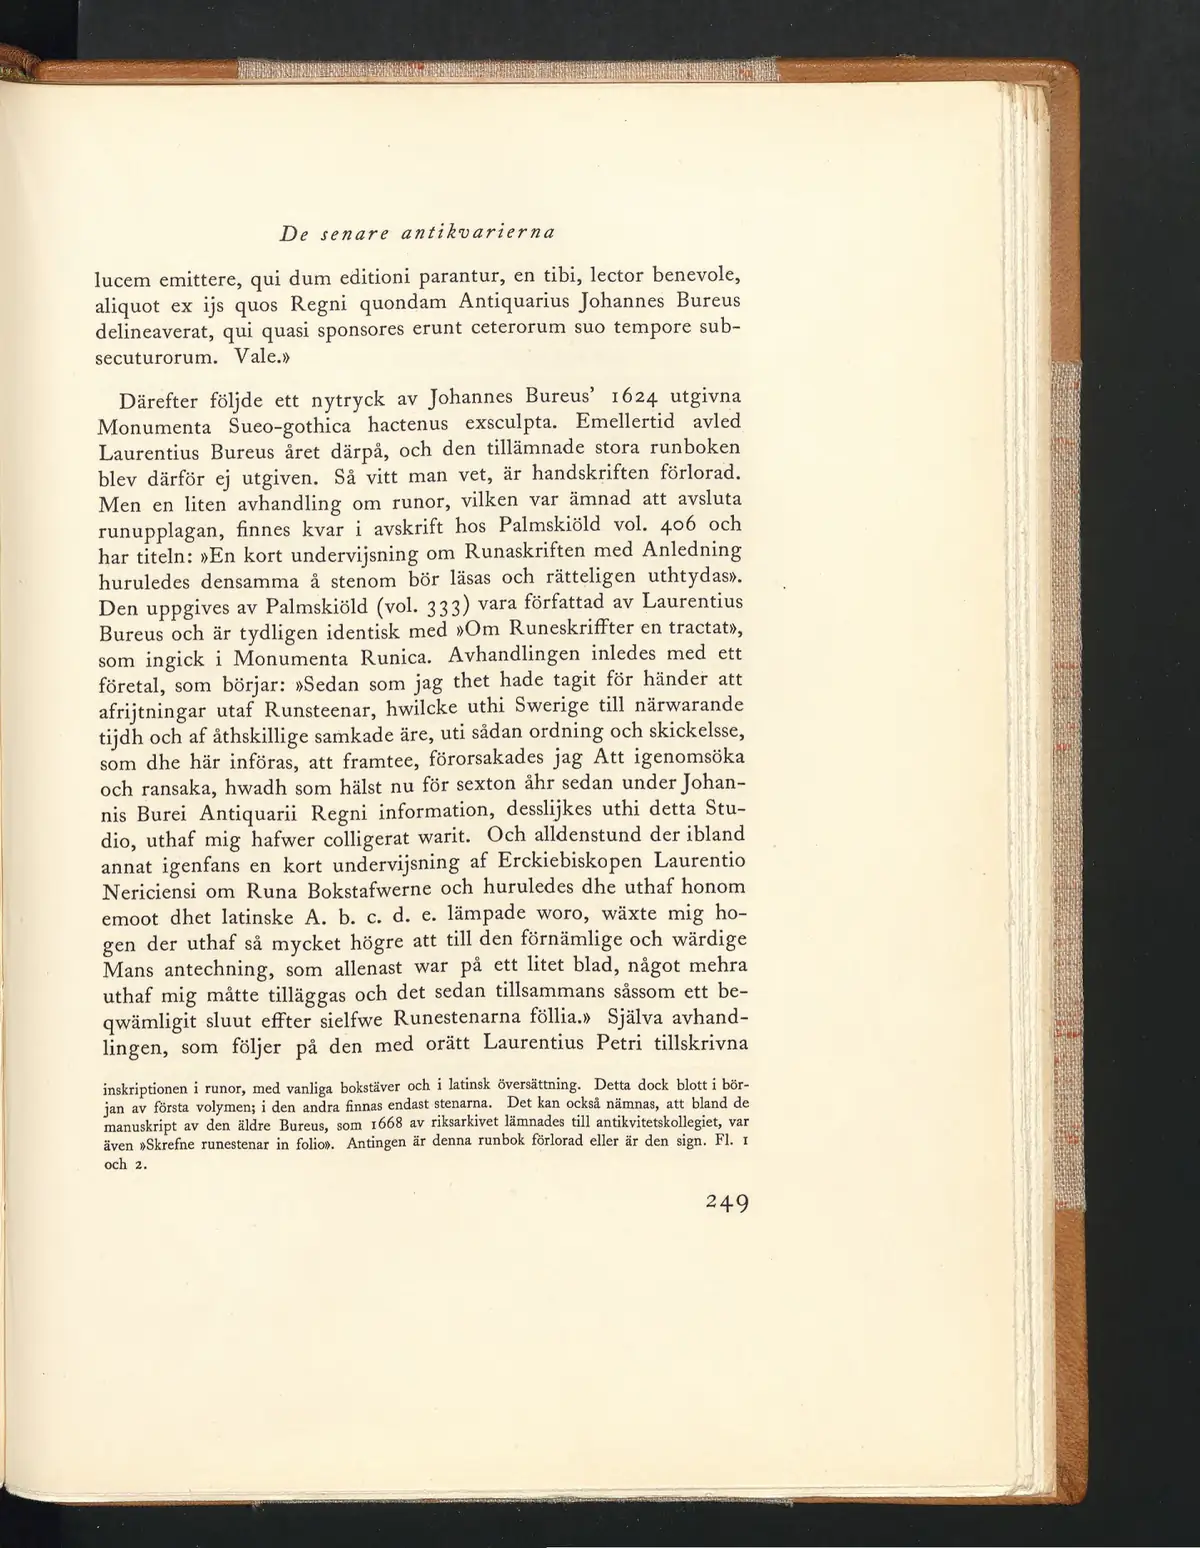 De senare antikvarierna
lucem emittere, qui dum editioni parantur, en tibi, lector benevole,
aliquot ex ijs quos Regni quondam Antiquarius Johannes Bureus
delineaverat, qui quasi sponsores erunt ceterorum suo tempore sub-
secuturorum. Vale.»
Därefter följde ett nytryck av Johannes Bureus’ 1624 utgivna
Monumenta Sueo-gothica hactenus exsculpta. Emellertid avled
Laurentius Bureus året därpå, och den tillämnade stora runboken
blev därför ej utgiven. Så vitt man vet, är handskriften förlorad.
Men en liten avhandling om runor, vilken var ämnad att avsluta
runupplagan, finnes kvar i avskrift hos Palmskiöld vol. 406 och
har titeln: »En kort undervijsning om Runaskriften med Anledning
huruledes densamma å stenom bör läsas och rätteligen uthtydas».
Den uppgives av Palmskiöld (vol. 333) vara författad av Laurentius
Bureus och är tydligen identisk med »Om Runeskriffter en tractat»,
som ingick i Monumenta Runica. Avhandlingen inledes med ett
företal, som börjar: »Sedan som jag thet hade tagit för händer att
afrijtningar utaf Runsteenar, hwilcke uthi Swerige till närwarande
tijdh och af åthskillige samkade äre, uti sådan ordning och skickelsse,
som dhe här införas, att framtee, förorsakades jag Att igenomsöka
och ransaka, hwadh som hälst nu för sexton åhr sedan under Johan-
nis Burei Antiquarii Regni information, desslijkes uthi detta Stu-
dio, uthaf mig hafwer colligerat warit. Och alldenstund der ibland
annat igenfans en kort undervijsning af Erckiebiskopen Laurentio
Nericiensi om Runa Bokstafwerne och huruledes dhe uthaf honom
emoot dhet latinske A. b. c. d. e. lämpade woro, wäxte mig ho-
gen der uthaf så mycket högre att till den förnämlige och wärdige
Mans antechning, som allenast war på ett litet blad, något mehra
uthaf mig måtte tilläggas och det sedan tillsammans såssom ett be-
qwämligit sluut effter sielfwe Runestenarna föllia.» Själva avhand-
lingen, som följer på den med orätt Laurentius Petri tillskrivna
inskriptionen i runor, med vanliga bokstäver och i latinsk översättning. Detta dock blott i bör-
jan av första volymen; i den andra finnas endast stenarna. Det kan också nämnas, att bland de
manuskript av den äldre Bureus, som 1668 av riksarkivet lämnades till antikvitetskollegiet, var
även »Skrefne runestenar in folio». Antingen är denna runbok förlorad eller är den sign. Fl. 1
och 2.
249